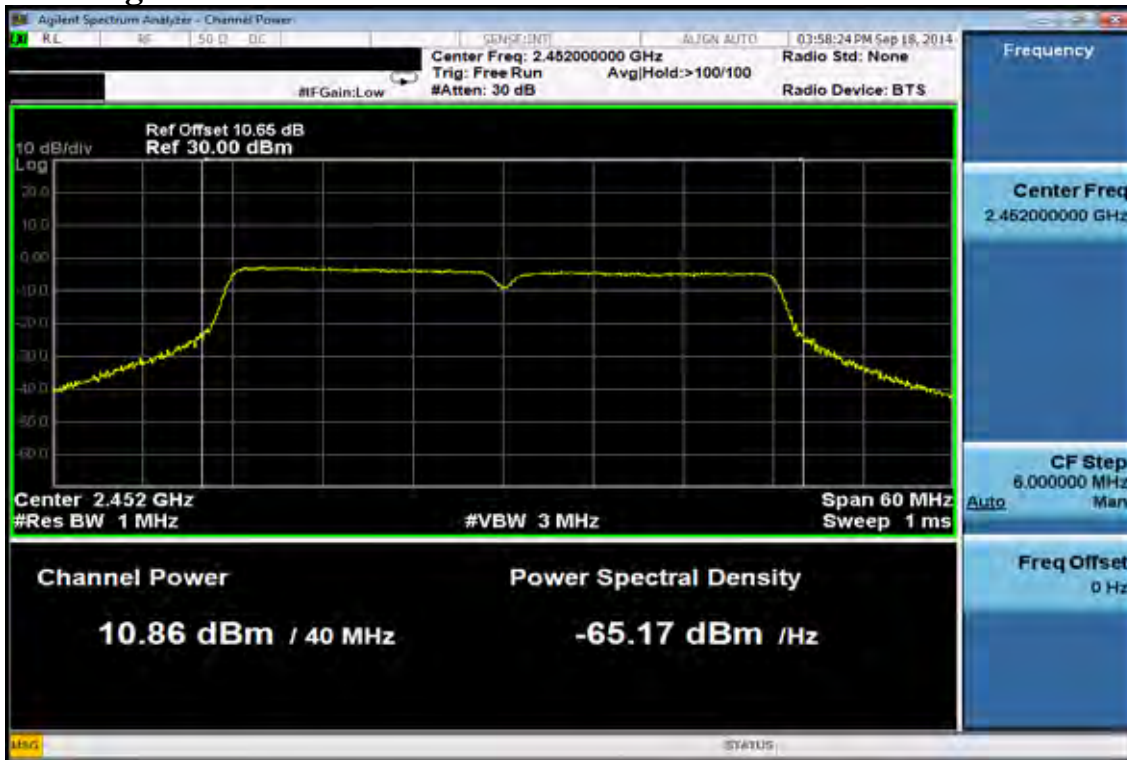 Agilent Spectrum Analyzer - Channel Power
RL RF 50 Ω DC SENSE:INT ALIGN AUTO 03:58:24 PM Sep 18, 2014
Center Freq: 2.452000000 GHz Radio Std: None
Trig: Free Run Avg|Hold:>100/100
#IFGain:Low #Atten: 30 dB Radio Device: BTS
Frequency
Ref Offset 10.65 dB
10 dB/div Ref 30.00 dBm
Log
20.0
10.0
0.00
-10.0
-20.0
-30.0
-40.0
-50.0
-60.0
Center Freq
2.452000000 GHz
Center 2.452 GHz Span 60 MHz
#Res BW 1 MHz #VBW 3 MHz Sweep 1 ms
CF Step
6.000000 MHz
Auto Man
Freq Offset
0 Hz
Channel Power Power Spectral Density
10.86 dBm / 40 MHz -65.17 dBm /Hz
MSG STATUS